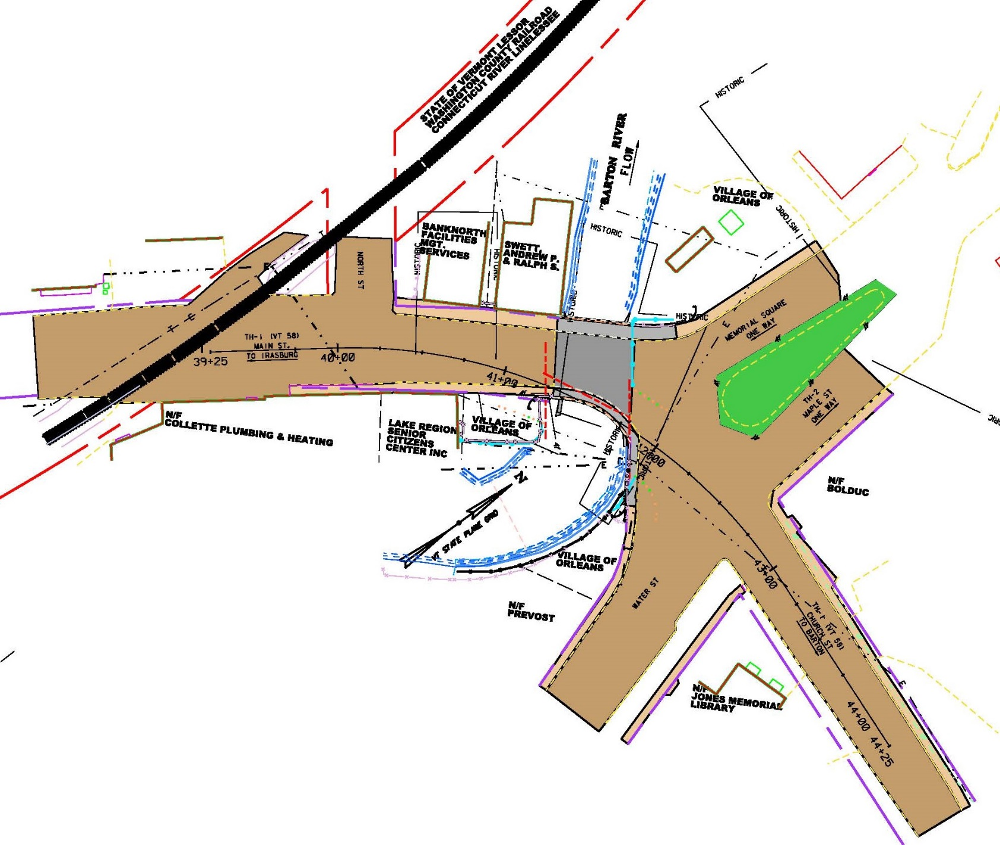 STATE OF VERMONT LESSOR
WASHINGTON COUNTY RAILROAD
CONNECTICUT RIVER LINELESSEE
HISTORIC
BARTON RIVER
FLOW
VILLAGE OF
ORLEANS
HISTORIC
HISTORIC
BANKNORTH
FACILITIES
MGT.
SERVICES
HISTORIC
SWETT,
ANDREW P.
& RALPH S.
HISTORIC
NORTH ST
HISTORIC
MEMORIAL SQUARE
ONE WAY
E
T
E
TH-1 (VT 58)
MAIN ST.
TO IRASBURG
39+25
40+00
41+00
TH-2
MAPLE ST
ONE WAY
N/F
COLLETTE PLUMBING & HEATING
LAKE REGION
SENIOR
CITIZENS
CENTER INC
VILLAGE OF
ORLEANS
HISTORIC
E
HISTORIC
N
VT STATE PLANE GRID
N/F
BOLDUC
VILLAGE OF
ORLEANS
43+00
WATER ST
N/F
PREVOST
TH-1 (VT 58)
CHURCH ST
TO BARTON
N/F
JONES MEMORIAL
LIBRARY
E
44+00
44+25